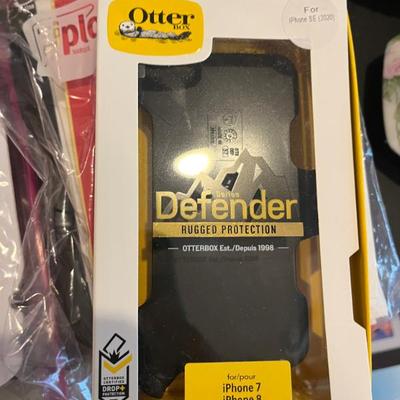 Otter
BOX
For
iPhone SE (2020)
iplo
Series
Defender
RUGGED PROTECTION
OTTERBOX Est./Depuis 1998
OTTERBOX CERTIFIED
DROP+
PROTECTION
for/pour
iPhone 7
iPhone 8